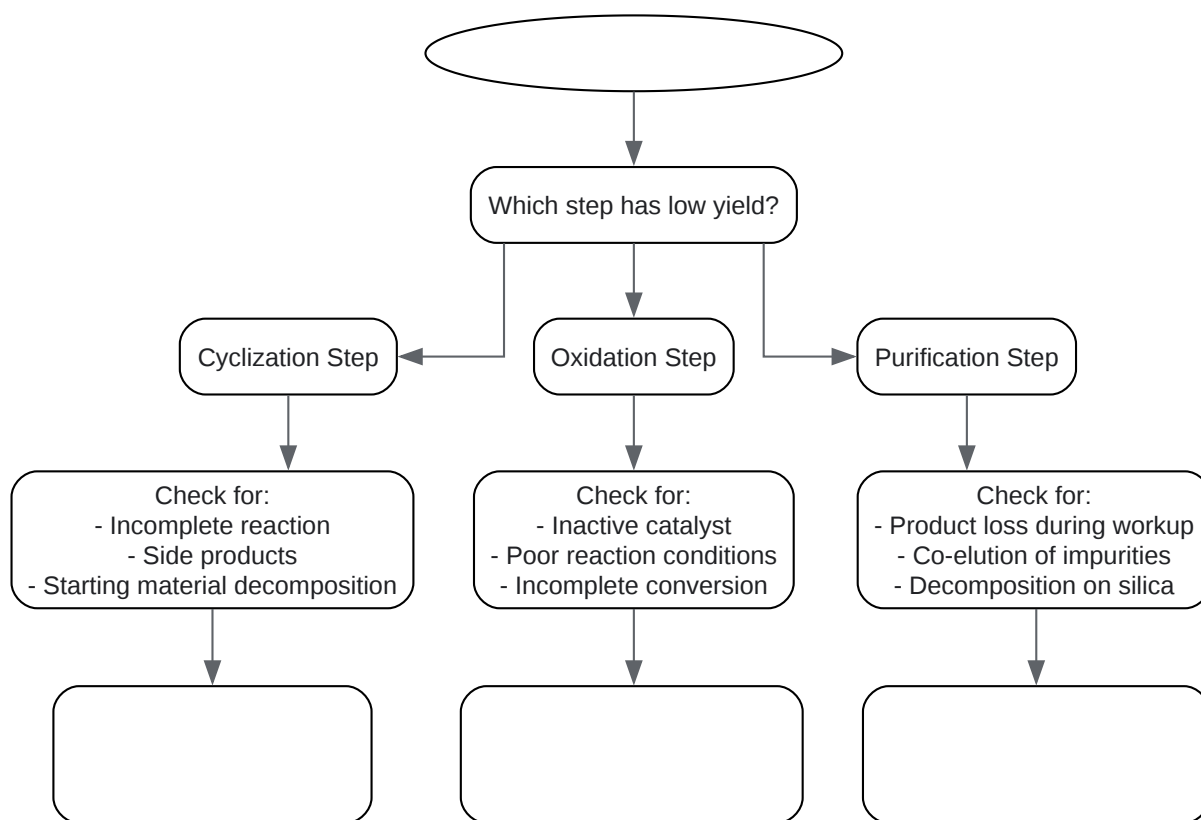 Which step has low yield?
Cyclization Step
Oxidation Step
Purification Step
Check for:
- Incomplete reaction
- Side products
- Starting material decomposition
Check for:
- Inactive catalyst
- Poor reaction conditions
- Incomplete conversion
Check for:
- Product loss during workup
- Co-elution of impurities
- Decomposition on silica